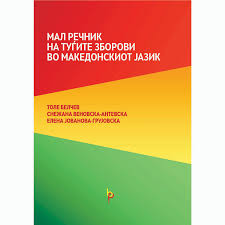 МАЛ РЕЧНИК
НА ТУЃИТЕ ЗБОРОВИ
ВО МАКЕДОНСКИОТ ЈАЗИК
ТОЛЕ БЕЛЧЕВ
СНЕЖАНА ВЕНОВСКА-АНТЕВСКА
ЕЛЕНА ЈОВАНОВА-ГРУЈОВСКА